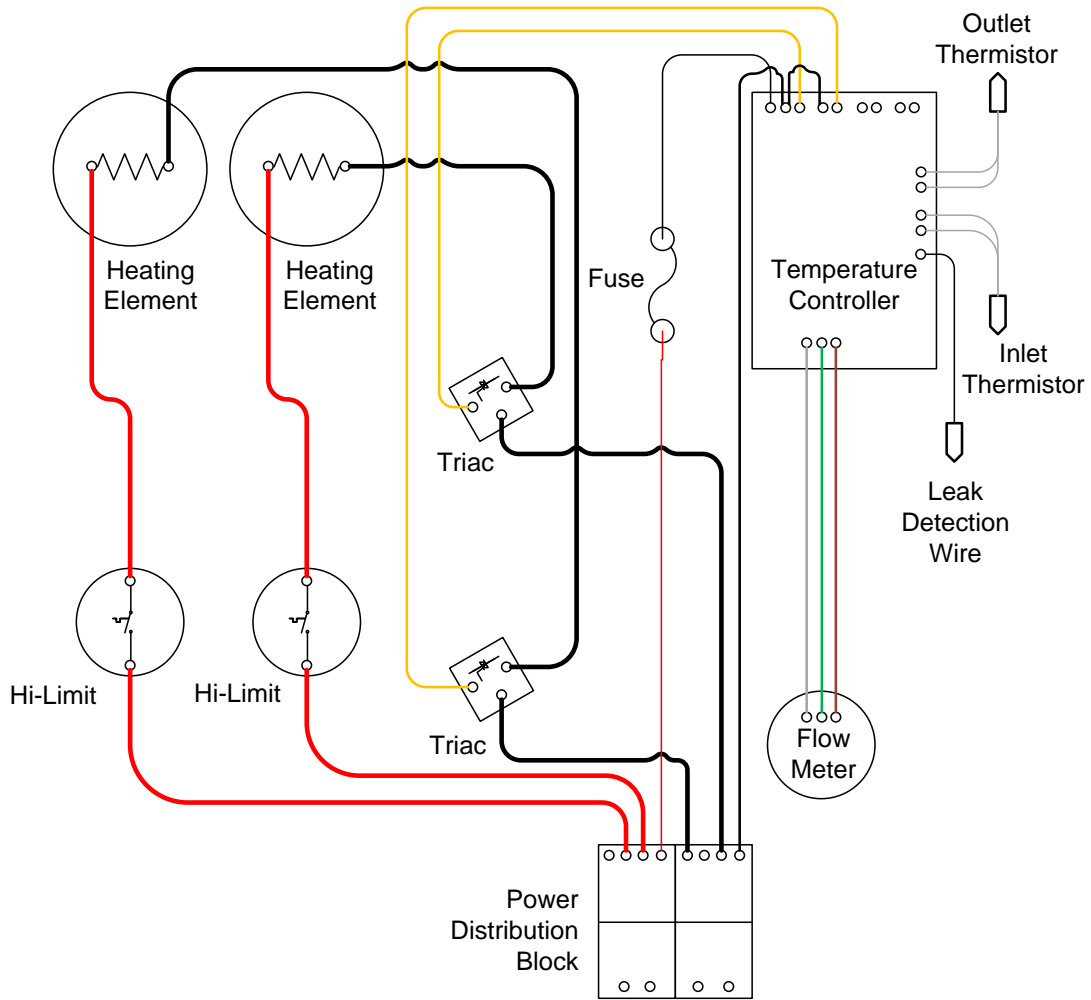 Outlet
Thermistor
Heating
Element
Heating
Element
Fuse
Temperature
Controller
Inlet
Thermistor
Triac
Leak
Detection
Wire
Hi-Limit
Hi-Limit
Triac
Flow
Meter
Power
Distribution
Block